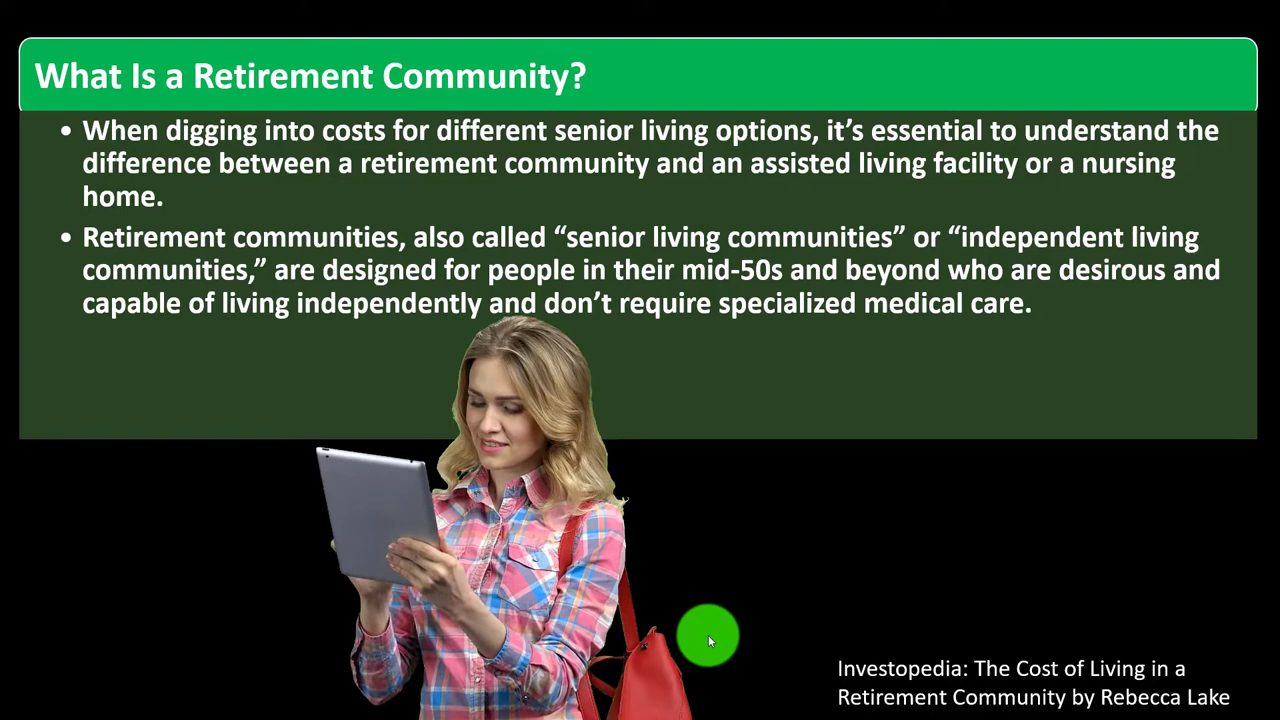 What Is a Retirement Community?
• When digging into costs for different senior living options, it’s essential to understand the
difference between a retirement community and an assisted living facility or a nursing
home.
• Retirement communities, also called “senior living communities” or “independent living
communities,” are designed for people in their mid-50s and beyond who are desirous and
capable of living independently and don’t require specialized medical care.
Investopedia: The Cost of Living in a
Retirement Community by Rebecca Lake